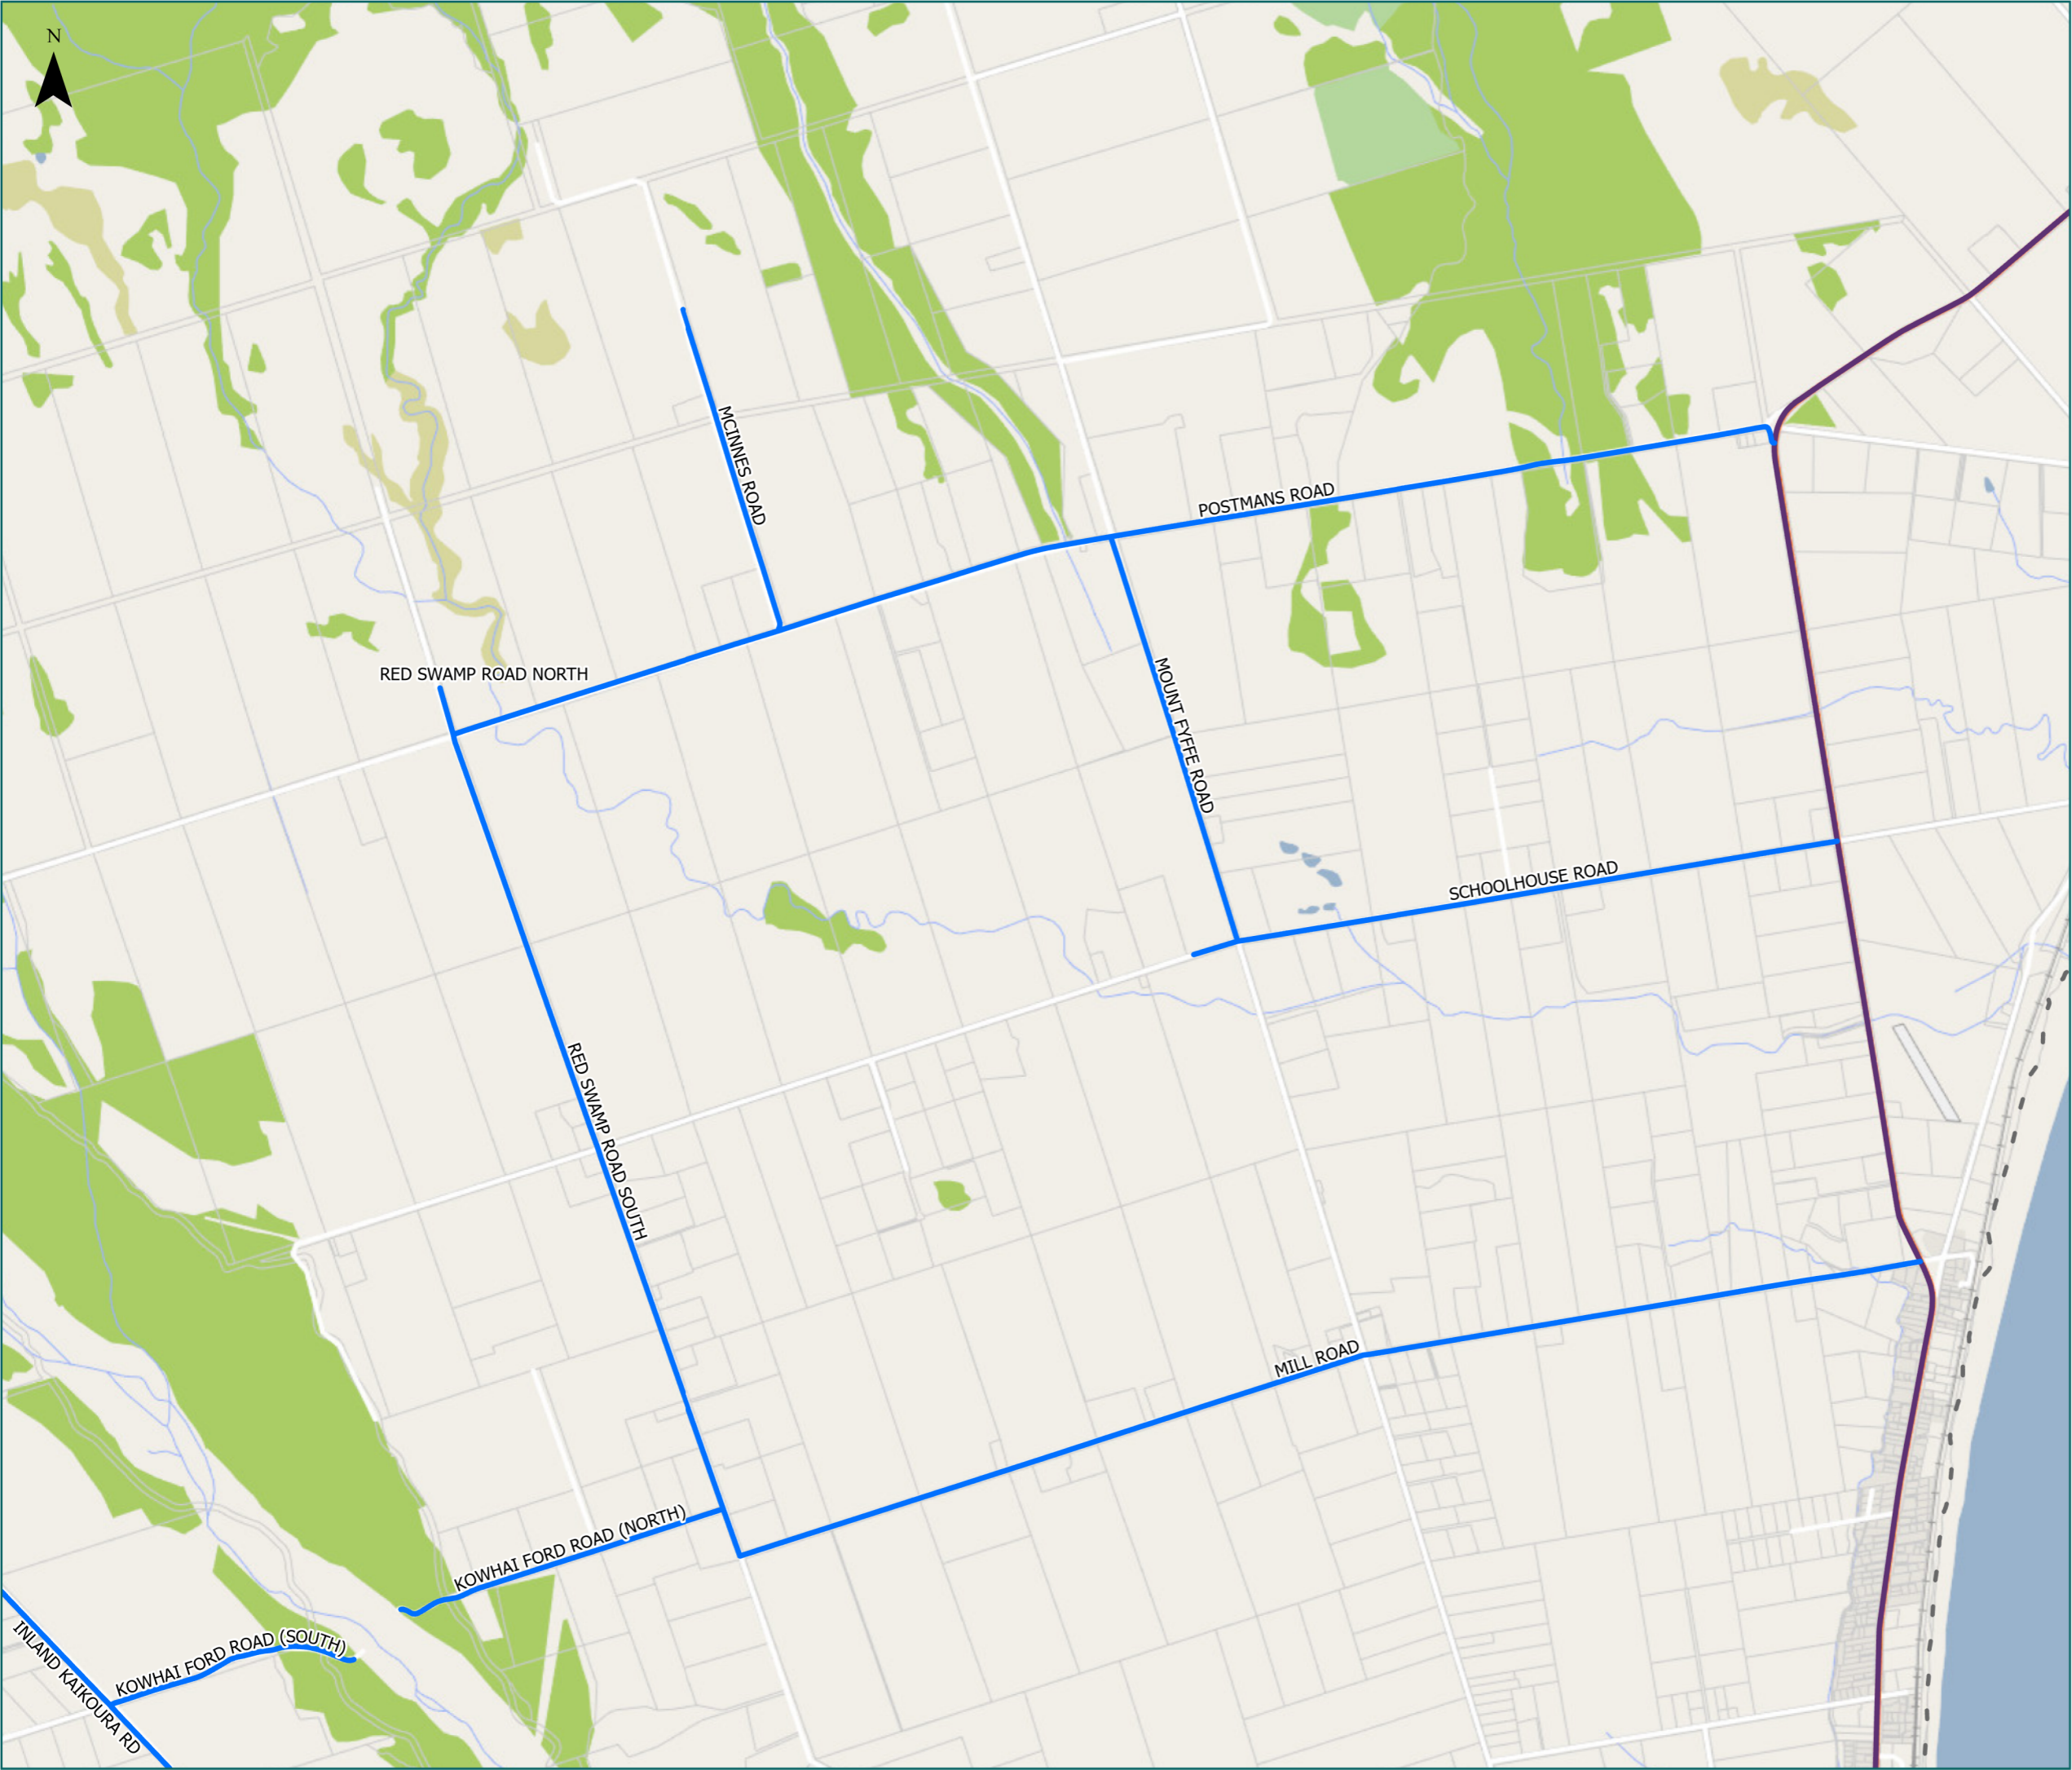 N
MCINNES ROAD
POSTMANS ROAD
RED SWAMP ROAD NORTH
MOUNT FYFFE ROAD
SCHOOLHOUSE ROAD
RED SWAMP ROAD SOUTH
MILL ROAD
KOWHAI FORD ROAD (NORTH)
KOWHAI FORD ROAD (SOUTH)
INLAND KAIKOURA RD